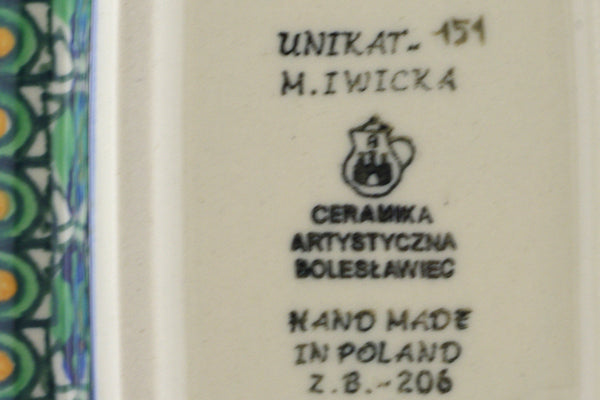 UNIKAT- 151
M.IWICKA
CERAMIKA
ARTYSTYCZNA
BOLESŁAWIEC
HAND MADE
IN POLAND
Z.B.-206